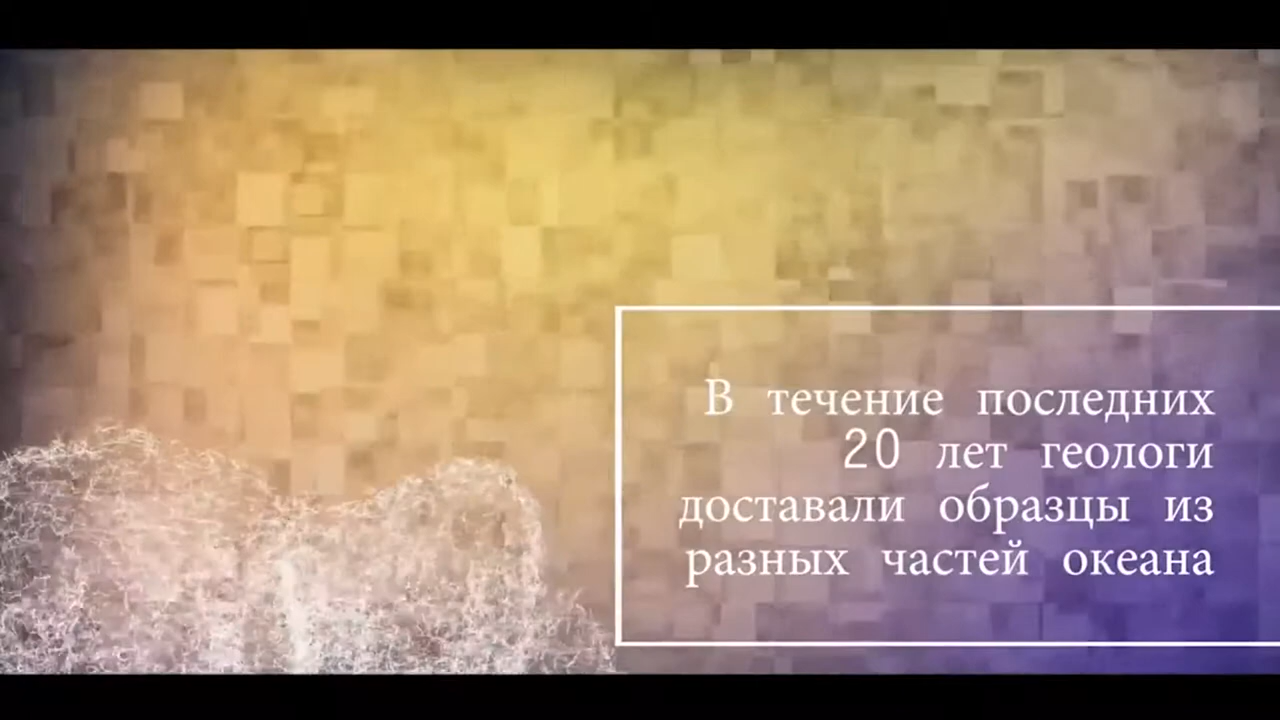 В течение последних
20 лет геологи
доставали образцы из
разных частей океана